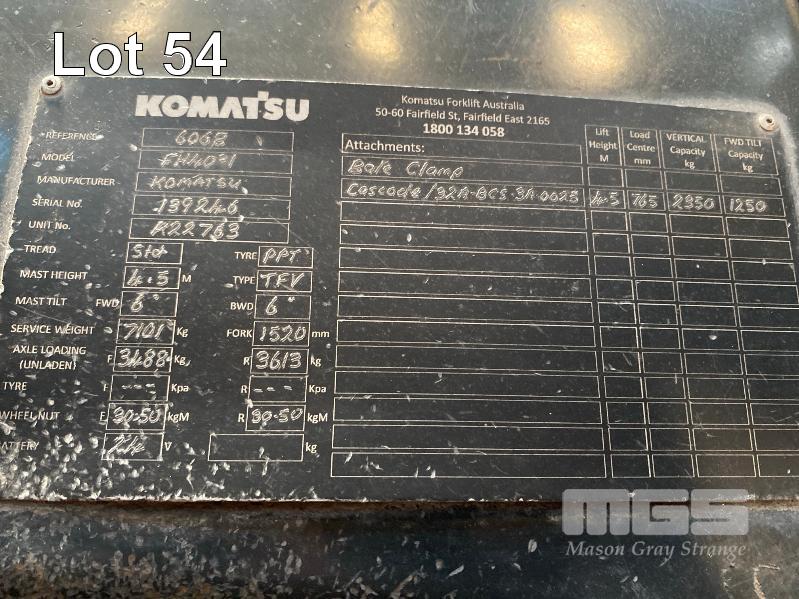 Lot 54
KOMATSU
Komatsu Forklift Australia
50-60 Fairfield St, Fairfield East 2165
1800 134 058
REFERENCE 6068
MODEL FH40-1
MANUFACTURER KOMATSU
SERIAL No. 139246
UNIT No. K22763
TREAD Std TYRE PPT
MAST HEIGHT 4.5 M TYPE TFV
MAST TILT FWD 6° BWD 6°
SERVICE WEIGHT 7101 Kg FORK 1520 mm
AXLE LOADING (UNLADEN) F 3488 Kg, R 3613 kg
TYRE F --- Kpa R --- Kpa
WHEEL NUT F 30-50 kgM R 30-50 kgM
BATTERY 24 V kg
Attachments: Lift Height M Load Centre mm VERTICAL Capacity kg FWD TILT Capacity kg
Bale Clamp
Cascade/32A-BCS-3A-0025 4.5 765 2350 1250
MGS
Mason Gray Strange